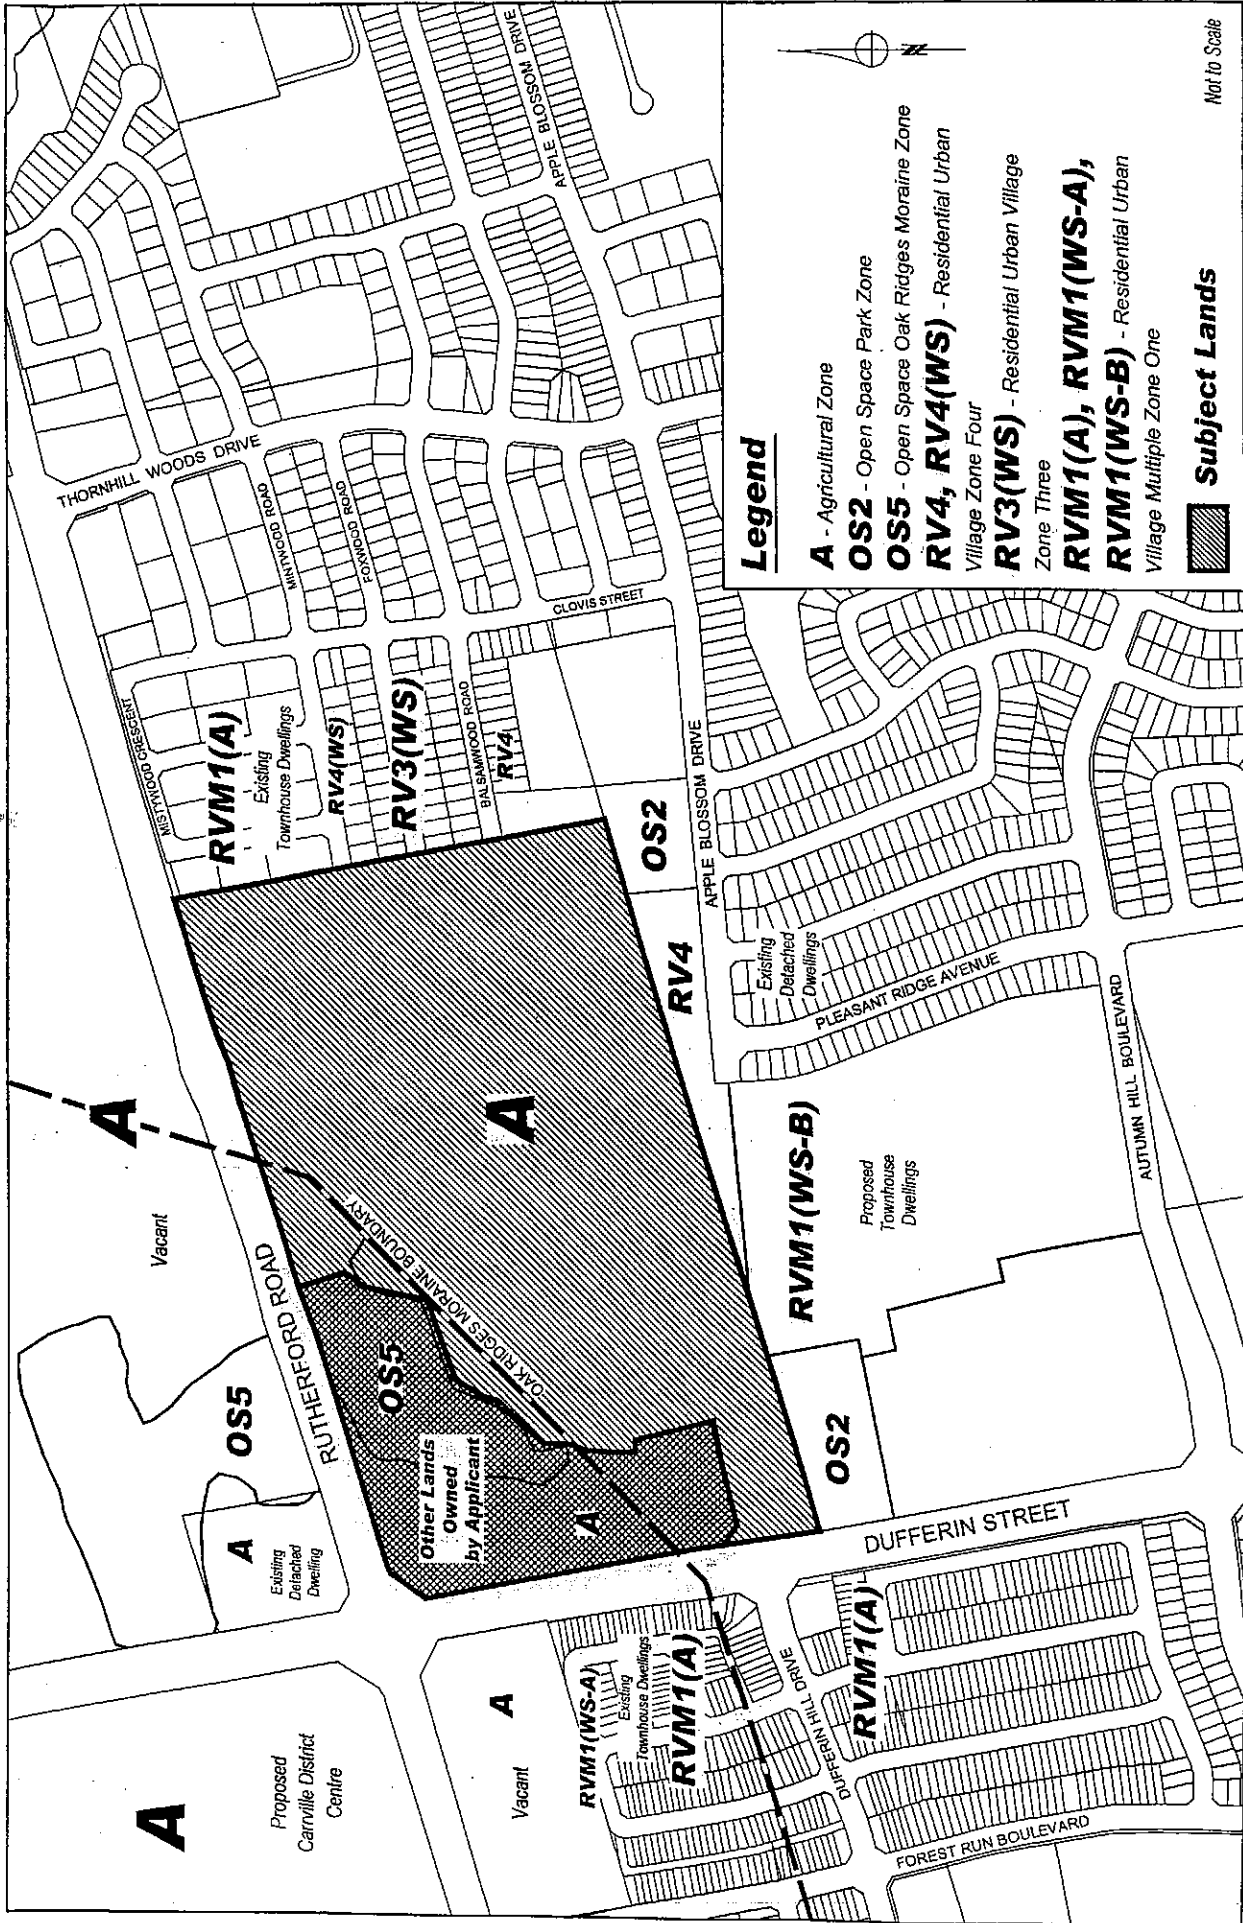 A
Proposed
Carrville District
Centre
A
Existing
Detached
Dwelling
OS5
Vacant
A
RUTHERFORD ROAD
THORNHILL WOODS DRIVE
MISTYWOOD CRESCENT
MINTWOOD ROAD
FOXWOOD ROAD
RVM1(A)
Existing
Townhouse Dwellings
RV4(WS)
RV3(WS)
BALSAMWOOD ROAD
RV4
CLOVIS STREET
APPLE BLOSSOM DRIVE
A
Vacant
Other Lands
Owned
by Applicant
OS5
A
OAK RIDGES MORAINE BOUNDARY
A
RVM1(WS-A)
Existing
Townhouse Dwellings
RVM1(A)
DUFFERIN HILL DRIVE
RVM1(A)
FOREST RUN BOULEVARD
DUFFERIN STREET
OS2
RVM1(WS-B)
Proposed
Townhouse
Dwellings
RV4
OS2
APPLE BLOSSOM DRIVE
Existing
Detached
Dwellings
PLEASANT RIDGE AVENUE
AUTUMN HILL BOULEVARD
Legend
A - Agricultural Zone
OS2 - Open Space Park Zone
OS5 - Open Space Oak Ridges Moraine Zone
RV4, RV4(WS) - Residential Urban
Village Zone Four
RV3(WS) - Residential Urban Village
Zone Three
RVM1(A), RVM1(WS-A),
RVM1(WS-B) - Residential Urban
Village Multiple Zone One
Subject Lands
N
Not to Scale